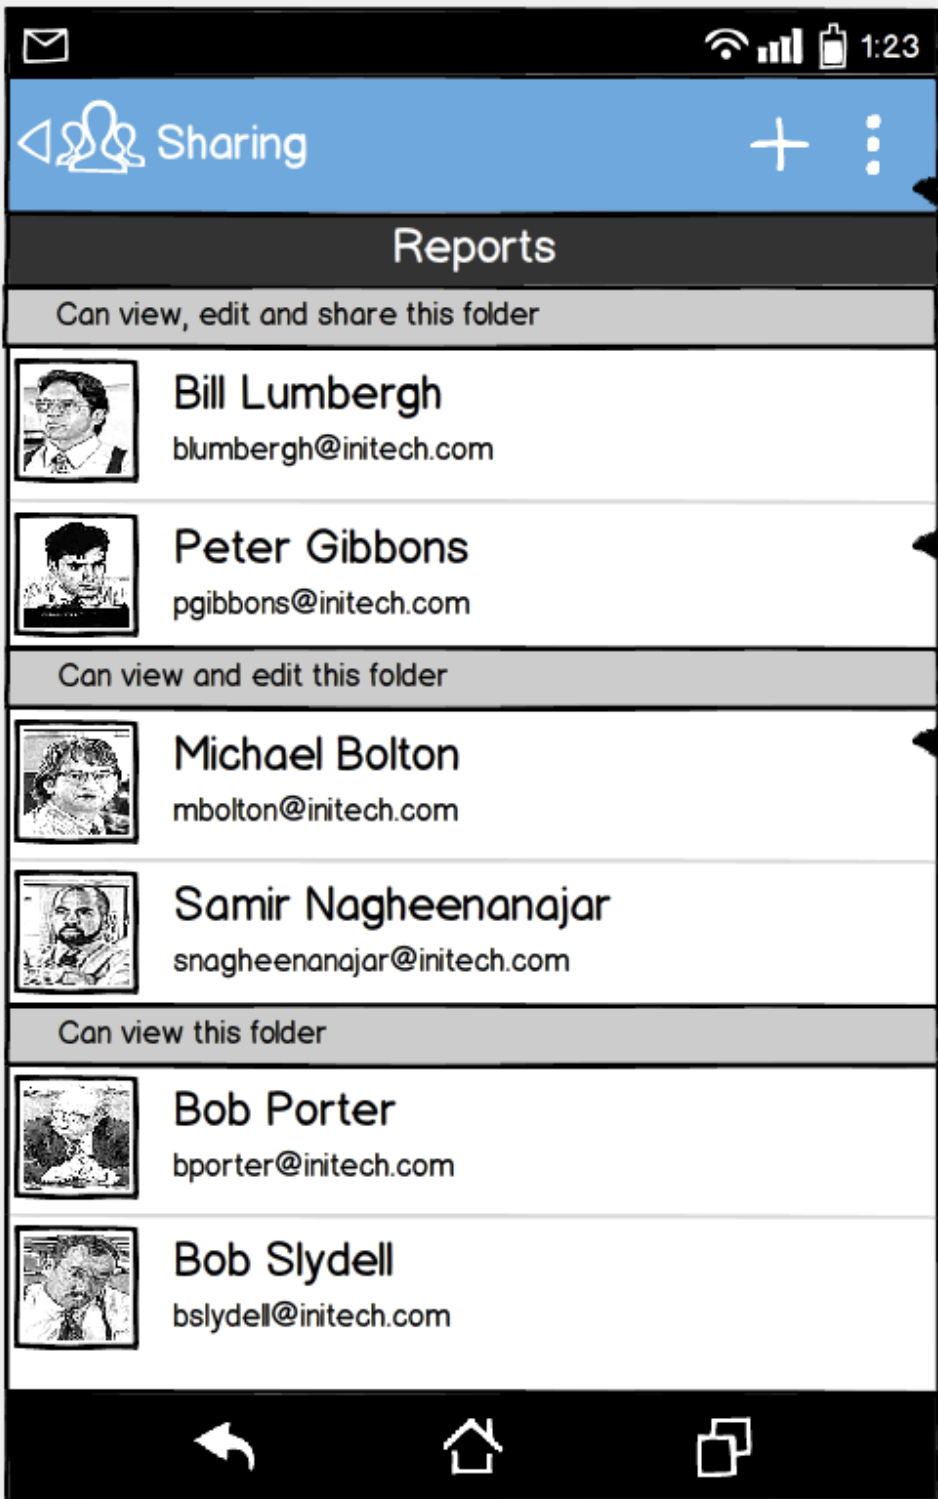 1:23
Sharing
Reports
Can view, edit and share this folder
Bill Lumbergh
blumbergh@initech.com
Peter Gibbons
pgibbons@initech.com
Can view and edit this folder
Michael Bolton
mbolton@initech.com
Samir Nagheenanajar
snagheenanajar@initech.com
Can view this folder
Bob Porter
bporter@initech.com
Bob Slydell
bslydell@initech.com